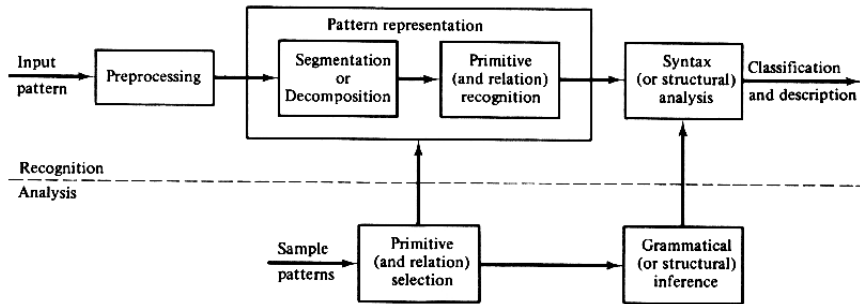 Pattern representation
Input
pattern
Preprocessing
Segmentation
or
Decomposition
Primitive
(and relation)
recognition
Syntax
(or structural)
analysis
Classification
and description
Recognition
Analysis
Sample
patterns
Primitive
(and relation)
selection
Grammatical
(or structural)
inference